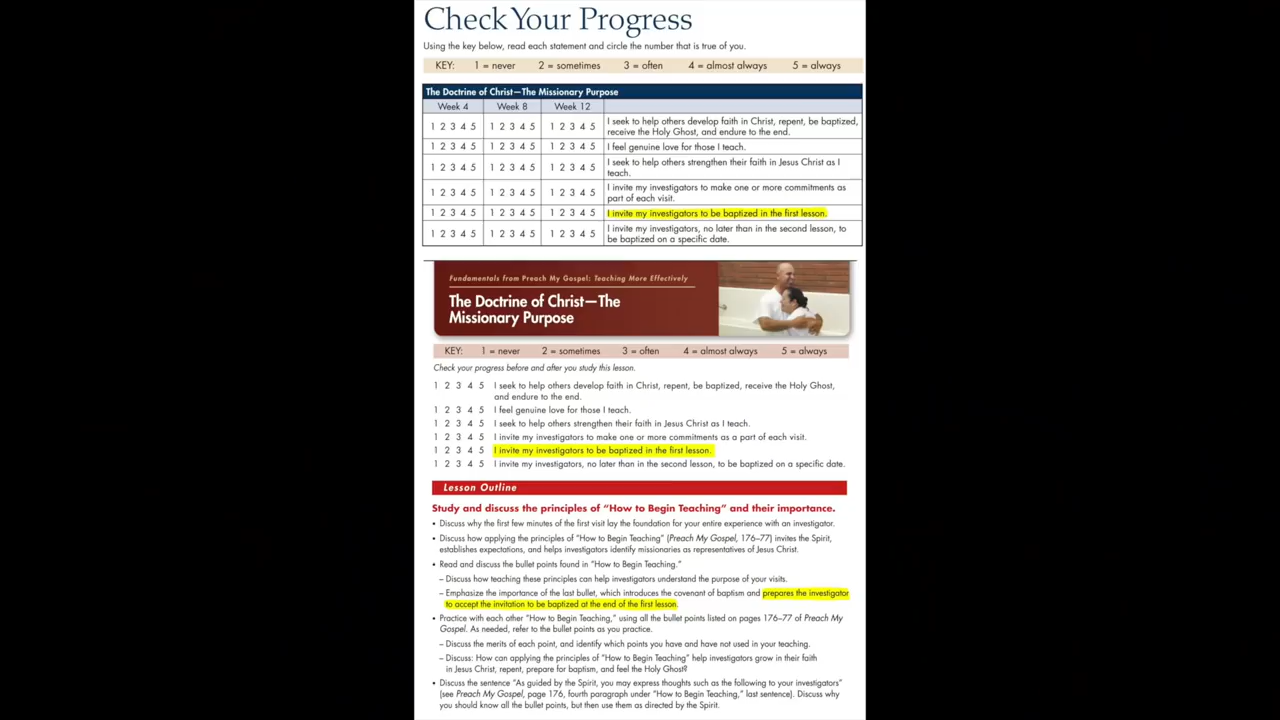 Check Your Progress
Using the key below, read each statement and circle the number that is true of you.
KEY: 1 = never 2 = sometimes 3 = often 4 = almost always 5 = always
The Doctrine of Christ—The Missionary Purpose
Week 4 Week 8 Week 12
1 2 3 4 5 1 2 3 4 5 1 2 3 4 5 I seek to help others develop faith in Christ, repent, be baptized,
receive the Holy Ghost, and endure to the end.
1 2 3 4 5 1 2 3 4 5 1 2 3 4 5 I feel genuine love for those I teach.
1 2 3 4 5 1 2 3 4 5 1 2 3 4 5 I seek to help others strengthen their faith in Jesus Christ as I
teach.
1 2 3 4 5 1 2 3 4 5 1 2 3 4 5 I invite my investigators to make one or more commitments as
part of each visit.
1 2 3 4 5 1 2 3 4 5 1 2 3 4 5 I invite my investigators to be baptized in the first lesson.
1 2 3 4 5 1 2 3 4 5 1 2 3 4 5 I invite my investigators, no later than in the second lesson, to
be baptized on a specific date.
Fundamentals from Preach My Gospel: Teaching More Effectively
The Doctrine of Christ—The
Missionary Purpose
KEY: 1 = never 2 = sometimes 3 = often 4 = almost always 5 = always
Check your progress before and after you study this lesson.
1 2 3 4 5 I seek to help others develop faith in Christ, repent, be baptized, receive the Holy Ghost,
and endure to the end.
1 2 3 4 5 I feel genuine love for those I teach.
1 2 3 4 5 I seek to help others strengthen their faith in Jesus Christ as I teach.
1 2 3 4 5 I invite my investigators to make one or more commitments as a part of each visit.
1 2 3 4 5 I invite my investigators to be baptized in the first lesson.
1 2 3 4 5 I invite my investigators, no later than in the second lesson, to be baptized on a specific date.
Lesson Outline
Study and discuss the principles of “How to Begin Teaching” and their importance.
• Discuss why the first few minutes of the first visit lay the foundation for your entire experience with an investigator.
• Discuss how applying the principles of “How to Begin Teaching” (Preach My Gospel, 176–77) invites the Spirit,
establishes expectations, and helps investigators identify missionaries as representatives of Jesus Christ.
• Read and discuss the bullet points found in “How to Begin Teaching.”
– Discuss how teaching these principles can help investigators understand the purpose of your visits.
– Emphasize the importance of the last bullet, which introduces the covenant of baptism and prepares the investigator
to accept the invitation to be baptized at the end of the first lesson.
• Practice with each other “How to Begin Teaching,” using all the bullet points listed on pages 176–77 of Preach My
Gospel. As needed, refer to the bullet points as you practice.
– Discuss the merits of each point, and identify which points you have and have not used in your teaching.
– Discuss: How can applying the principles of “How to Begin Teaching” help investigators grow in their faith
in Jesus Christ, repent, prepare for baptism, and feel the Holy Ghost?
• Discuss the sentence “As guided by the Spirit, you may express thoughts such as the following to your investigators”
(see Preach My Gospel, page 176, fourth paragraph under “How to Begin Teaching,” last sentence). Discuss why
you should know all the bullet points, but then use them as directed by the Spirit.